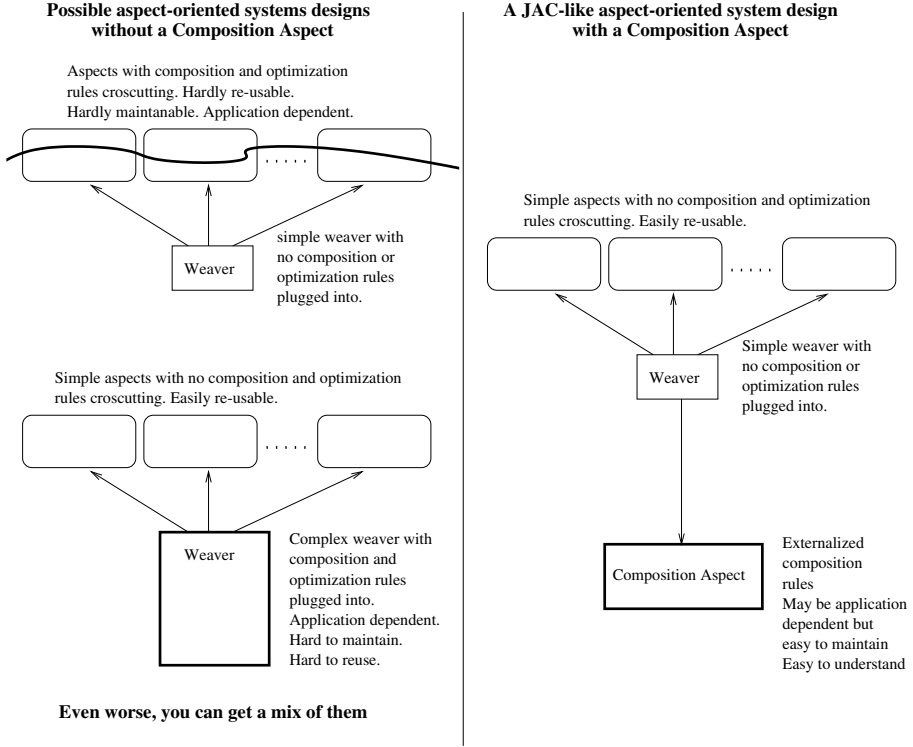 Possible aspect-oriented systems designs
without a Composition Aspect
Aspects with composition and optimization
rules croscutting. Hardly re-usable.
Hardly maintanable. Application dependent.
simple weaver with
no composition or
optimization rules
plugged into.
Weaver
Simple aspects with no composition and optimization
rules croscutting. Easily re-usable.
Weaver
Complex weaver with
composition and
optimization rules
plugged into.
Application dependent.
Hard to maintain.
Hard to reuse.
Even worse, you can get a mix of them
A JAC-like aspect-oriented system design
with a Composition Aspect
Simple aspects with no composition and optimization
rules croscutting. Easily re-usable.
Weaver
Simple weaver with
no composition or
optimization rules
plugged into.
Composition Aspect
Externalized
composition
rules
May be application
dependent but
easy to maintain
Easy to understand